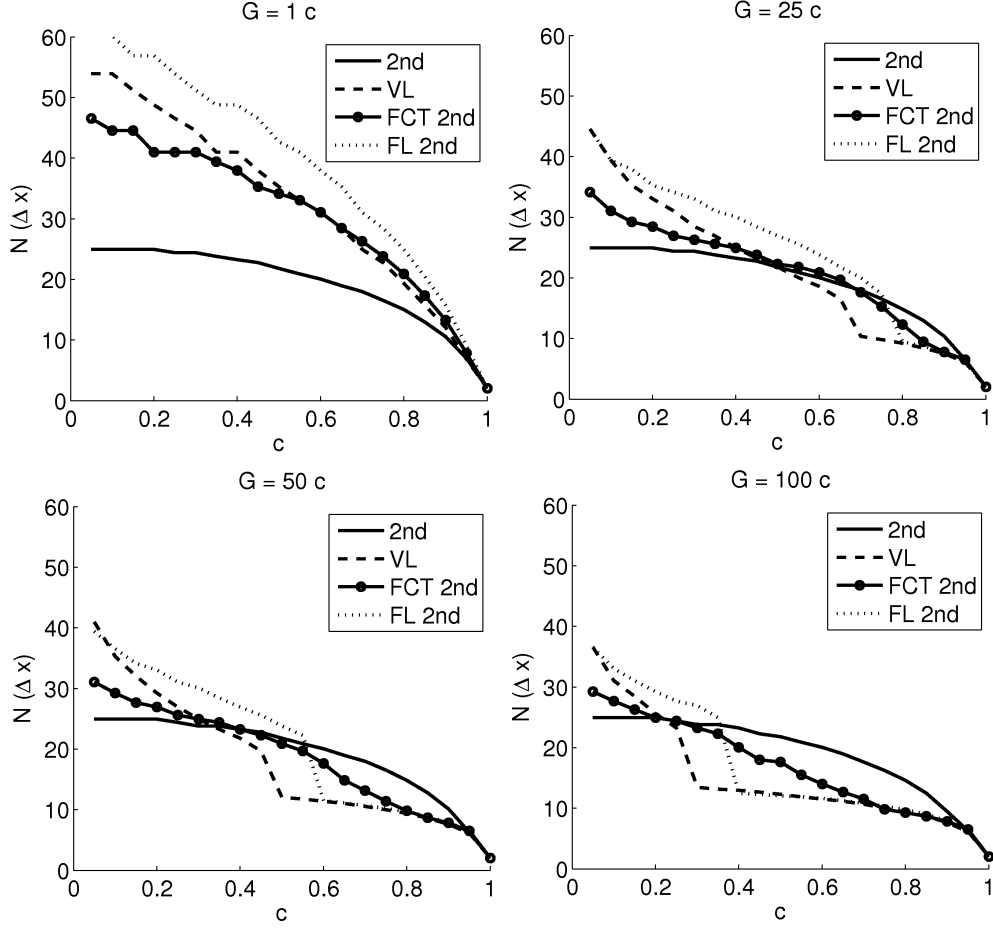 G = 1 c
60
50
40
30
20
10
0
N (Δ x)
0
0.2
0.4
0.6
0.8
1
c
2nd
VL
FCT 2nd
FL 2nd
G = 25 c
60
50
40
30
20
10
0
N (Δ x)
0
0.2
0.4
0.6
0.8
1
c
2nd
VL
FCT 2nd
FL 2nd
G = 50 c
60
50
40
30
20
10
0
N (Δ x)
0
0.2
0.4
0.6
0.8
1
c
2nd
VL
FCT 2nd
FL 2nd
G = 100 c
60
50
40
30
20
10
0
N (Δ x)
0
0.2
0.4
0.6
0.8
1
c
2nd
VL
FCT 2nd
FL 2nd